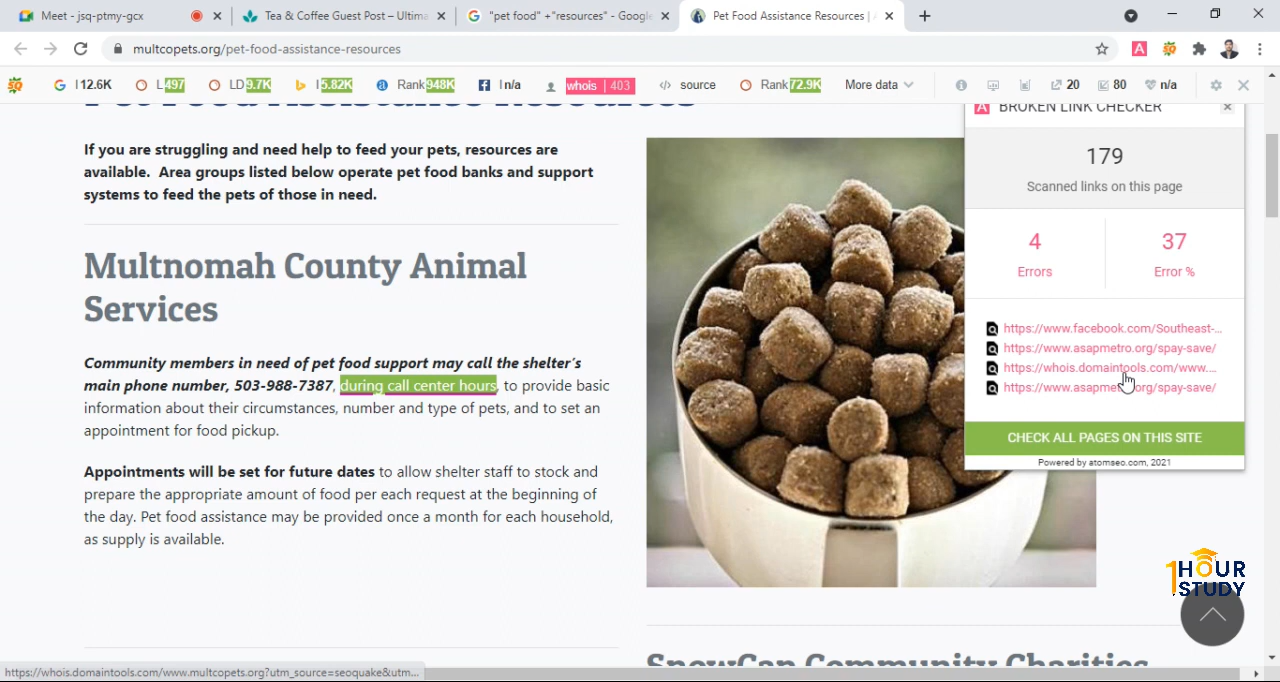 Meet - jsq-ptmy-gcx
Tea & Coffee Guest Post – Ultima
"pet food" +"resources" - Google
Pet Food Assistance Resources | A
multcopets.org/pet-food-assistance-resources
A
SQ
I 12.6K
L 497
LD 9.7K
I 5.82K
Rank 948K
I n/a
whois | 403
source
Rank 72.9K
More data
20
80
n/a
Pet Food Assistance Resources
If you are struggling and need help to feed your pets, resources are
available. Area groups listed below operate pet food banks and support
systems to feed the pets of those in need.
Multnomah County Animal
Services
Community members in need of pet food support may call the shelter's
main phone number, 503-988-7387, during call center hours, to provide basic
information about their circumstances, number and type of pets, and to set an
appointment for food pickup.
Appointments will be set for future dates to allow shelter staff to stock and
prepare the appropriate amount of food per each request at the beginning of
the day. Pet food assistance may be provided once a month for each household,
as supply is available.
A BROKEN LINK CHECKER
179
Scanned links on this page
4
Errors
37
Error %
https://www.facebook.com/Southeast-...
https://www.asapmetro.org/spay-save/
https://whois.domaintools.com/www....
https://www.asapmetro.org/spay-save/
CHECK ALL PAGES ON THIS SITE
Powered by atomseo.com, 2021
1HOUR
STUDY
SnowCap Community Charities
https://whois.domaintools.com/www.multcopets.org?utm_source=seoquake&utm...